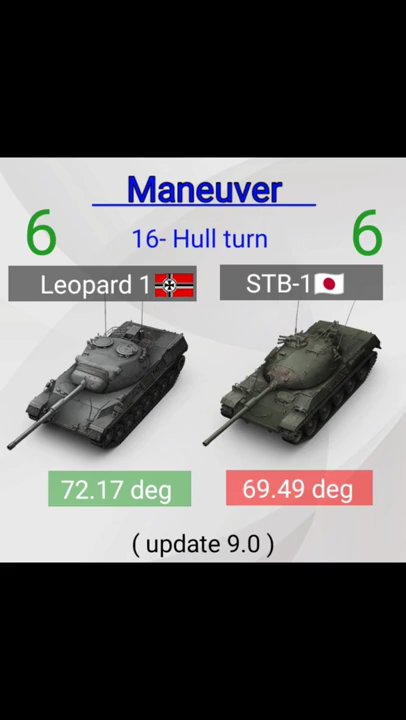 Maneuver
6 6
16- Hull turn
Leopard 1 STB-1
72.17 deg 69.49 deg
( update 9.0 )